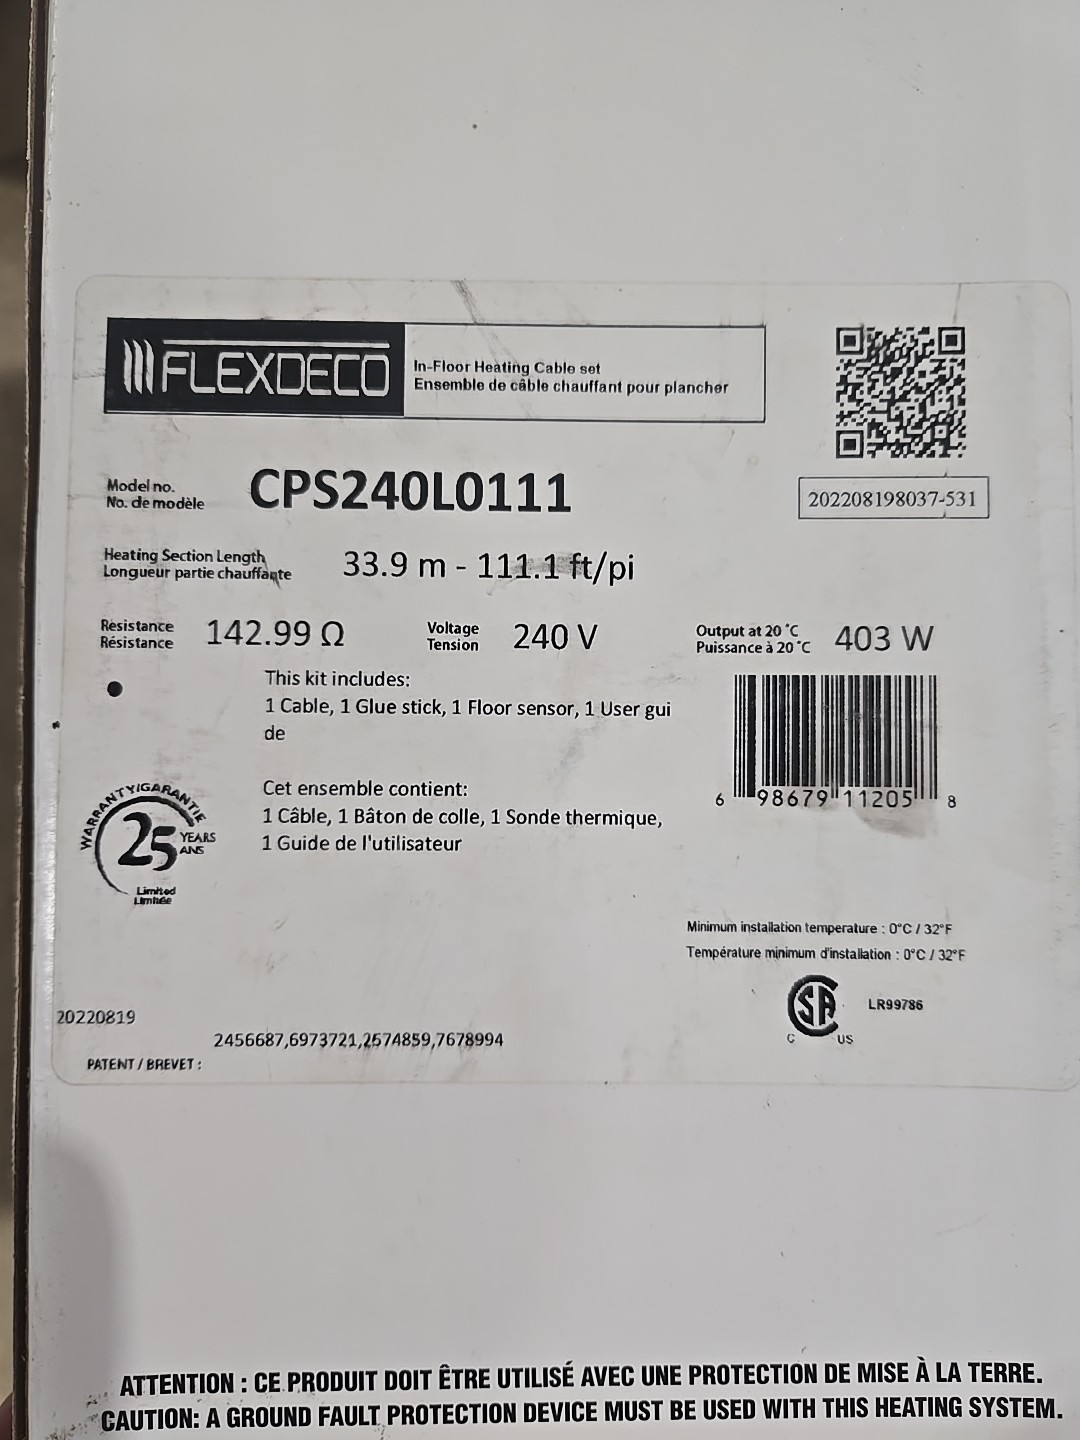 FLEXDECO
In-Floor Heating Cable set
Ensemble de câble chauffant pour plancher
Model no.
No. de modèle
CPS240L0111
202208198037-531
Heating Section Length
Longueur partie chauffante
33.9 m - 111.1 ft/pi
Resistance
Résistance
142.99 Ω
Voltage
Tension
240 V
Output at 20 °C
Puissance à 20 °C
403 W
This kit includes:
1 Cable, 1 Glue stick, 1 Floor sensor, 1 User gui
de
6 98679 11205 8
WARRANTY/GARANTIE
25 YEARS
ANS
Limited
Limitée
Cet ensemble contient:
1 Câble, 1 Bâton de colle, 1 Sonde thermique,
1 Guide de l'utilisateur
Minimum installation temperature : 0°C / 32°F
Température minimum d'installation : 0°C / 32°F
SA
C US
LR99786
20220819
2456687,6973721,2574859,7678994
PATENT / BREVET :
ATTENTION : CE PRODUIT DOIT ÊTRE UTILISÉ AVEC UNE PROTECTION DE MISE À LA TERRE.
CAUTION: A GROUND FAULT PROTECTION DEVICE MUST BE USED WITH THIS HEATING SYSTEM.